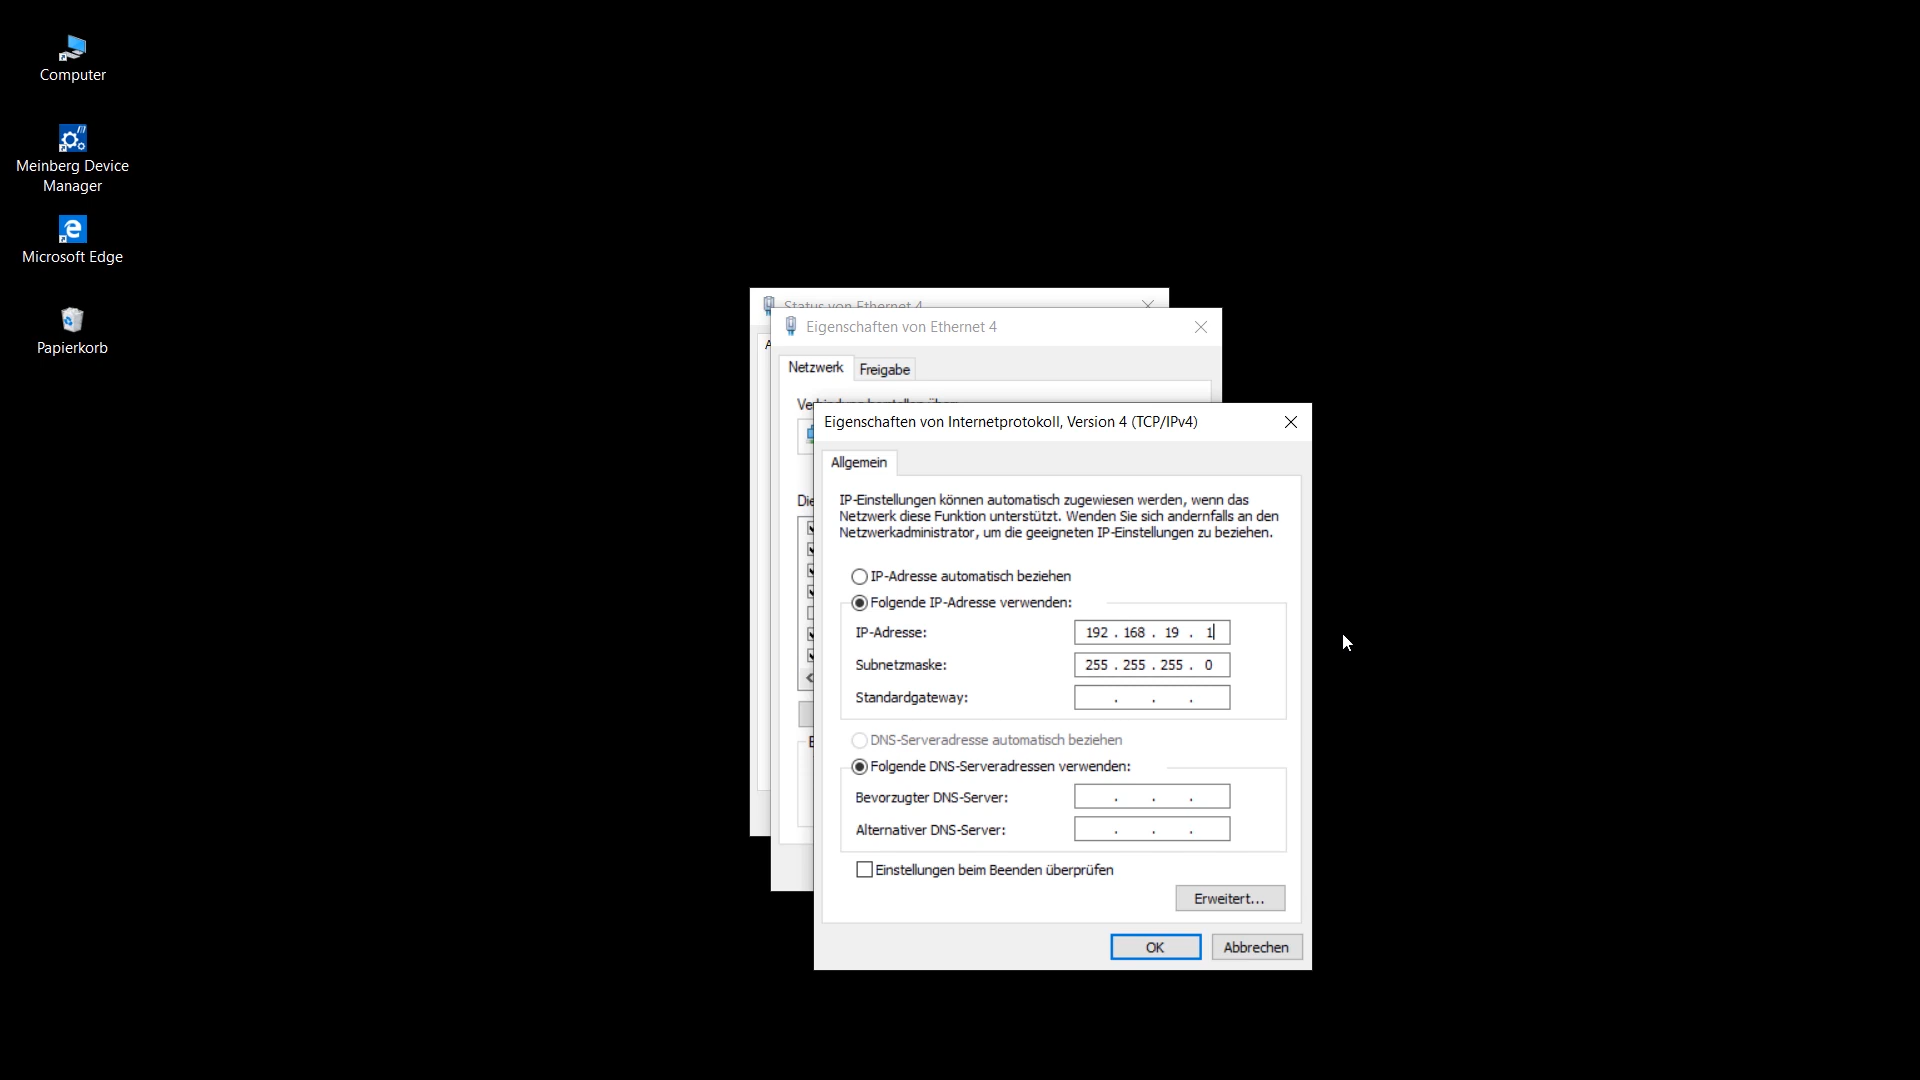 Computer
Meinberg Device
Manager
Microsoft Edge
Papierkorb
Status von Ethernet 4
Eigenschaften von Ethernet 4
Netzwerk
Freigabe
Eigenschaften von Internetprotokoll, Version 4 (TCP/IPv4)
Allgemein
IP-Einstellungen können automatisch zugewiesen werden, wenn das
Netzwerk diese Funktion unterstützt. Wenden Sie sich andernfalls an den
Netzwerkadministrator, um die geeigneten IP-Einstellungen zu beziehen.
IP-Adresse automatisch beziehen
Folgende IP-Adresse verwenden:
IP-Adresse: 192 . 168 . 19 . 1
Subnetzmaske: 255 . 255 . 255 . 0
Standardgateway: . . .
DNS-Serveradresse automatisch beziehen
Folgende DNS-Serveradressen verwenden:
Bevorzugter DNS-Server: . . .
Alternativer DNS-Server: . . .
Einstellungen beim Beenden überprüfen
Erweitert...
OK
Abbrechen